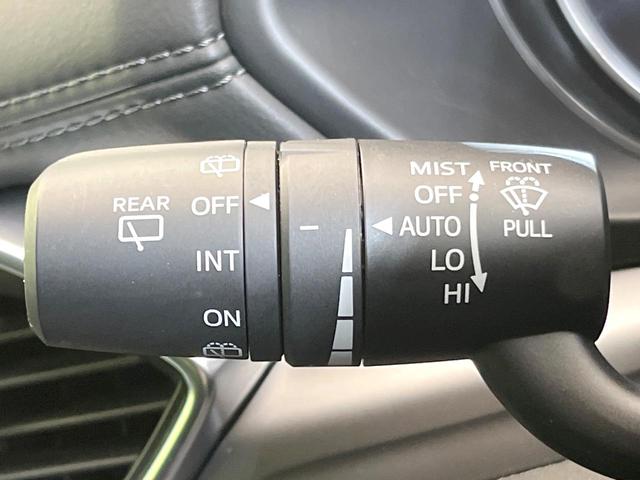 REAR
OFF
INT
ON
MIST
OFF
AUTO
LO
HI
FRONT
PULL